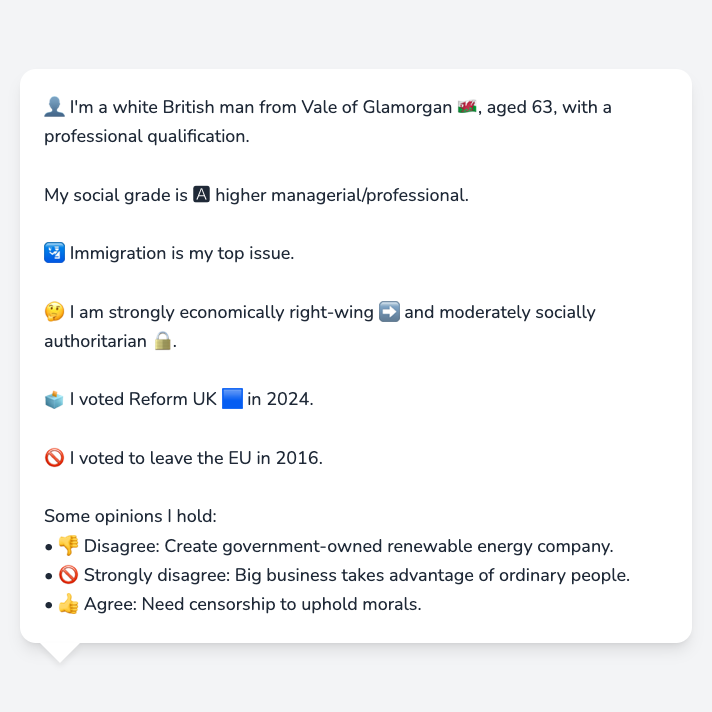 👤 I'm a white British man from Vale of Glamorgan 🏴󠁧󠁢󠁷󠁬󠁳󠁿, aged 63, with a
professional qualification.
My social grade is 🅰 higher managerial/professional.
🛂 Immigration is my top issue.
🤔 I am strongly economically right-wing ➡️ and moderately socially
authoritarian 🔒.
🗳️ I voted Reform UK 🟦 in 2024.
🚫 I voted to leave the EU in 2016.
Some opinions I hold:
• 👎 Disagree: Create government-owned renewable energy company.
• 🚫 Strongly disagree: Big business takes advantage of ordinary people.
• 👍 Agree: Need censorship to uphold morals.